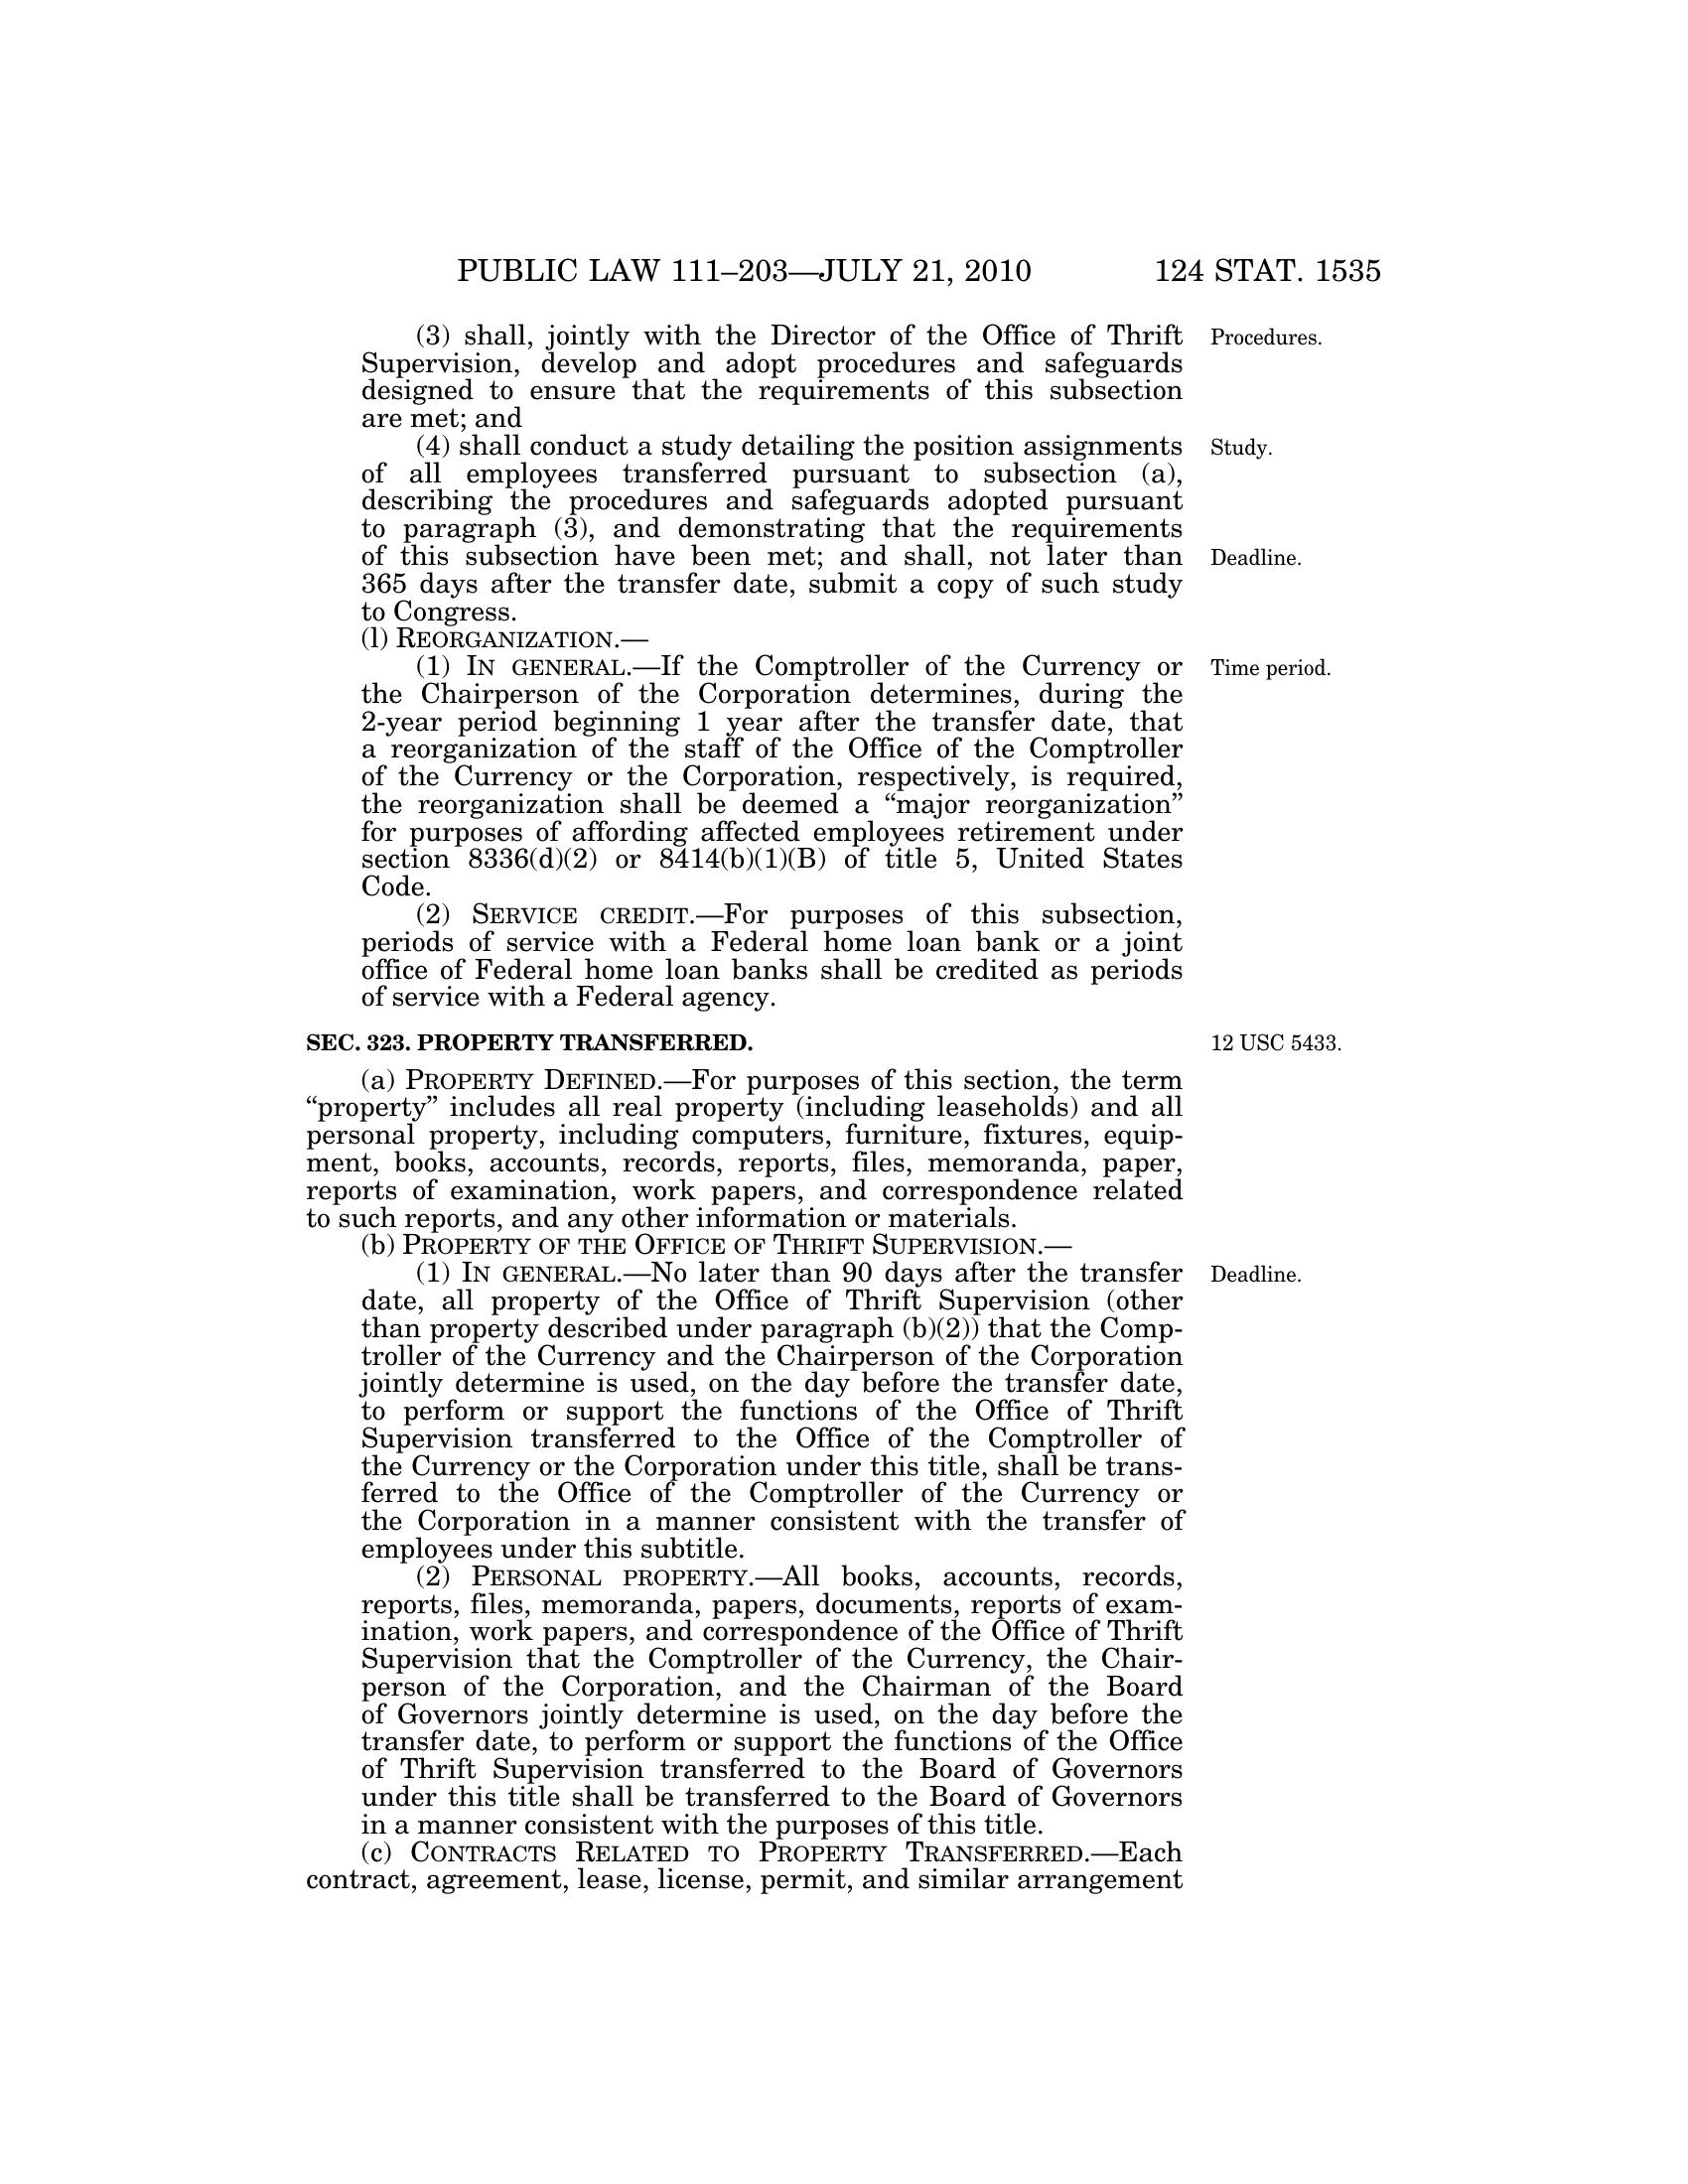 PUBLIC LAW 111–203—JULY 21, 2010 124 STAT. 1535
(3) shall, jointly with the Director of the Office of Thrift Procedures.
Supervision, develop and adopt procedures and safeguards
designed to ensure that the requirements of this subsection
are met; and
(4) shall conduct a study detailing the position assignments Study.
of all employees transferred pursuant to subsection (a),
describing the procedures and safeguards adopted pursuant
to paragraph (3), and demonstrating that the requirements
of this subsection have been met; and shall, not later than Deadline.
365 days after the transfer date, submit a copy of such study
to Congress.
(l) REORGANIZATION.—
(1) IN GENERAL.—If the Comptroller of the Currency or Time period.
the Chairperson of the Corporation determines, during the
2-year period beginning 1 year after the transfer date, that
a reorganization of the staff of the Office of the Comptroller
of the Currency or the Corporation, respectively, is required,
the reorganization shall be deemed a “major reorganization”
for purposes of affording affected employees retirement under
section 8336(d)(2) or 8414(b)(1)(B) of title 5, United States
Code.
(2) SERVICE CREDIT.—For purposes of this subsection,
periods of service with a Federal home loan bank or a joint
office of Federal home loan banks shall be credited as periods
of service with a Federal agency.
SEC. 323. PROPERTY TRANSFERRED. 12 USC 5433.
(a) PROPERTY DEFINED.—For purposes of this section, the term
“property” includes all real property (including leaseholds) and all
personal property, including computers, furniture, fixtures, equip-
ment, books, accounts, records, reports, files, memoranda, paper,
reports of examination, work papers, and correspondence related
to such reports, and any other information or materials.
(b) PROPERTY OF THE OFFICE OF THRIFT SUPERVISION.—
(1) IN GENERAL.—No later than 90 days after the transfer Deadline.
date, all property of the Office of Thrift Supervision (other
than property described under paragraph (b)(2)) that the Comp-
troller of the Currency and the Chairperson of the Corporation
jointly determine is used, on the day before the transfer date,
to perform or support the functions of the Office of Thrift
Supervision transferred to the Office of the Comptroller of
the Currency or the Corporation under this title, shall be trans-
ferred to the Office of the Comptroller of the Currency or
the Corporation in a manner consistent with the transfer of
employees under this subtitle.
(2) PERSONAL PROPERTY.—All books, accounts, records,
reports, files, memoranda, papers, documents, reports of exam-
ination, work papers, and correspondence of the Office of Thrift
Supervision that the Comptroller of the Currency, the Chair-
person of the Corporation, and the Chairman of the Board
of Governors jointly determine is used, on the day before the
transfer date, to perform or support the functions of the Office
of Thrift Supervision transferred to the Board of Governors
under this title shall be transferred to the Board of Governors
in a manner consistent with the purposes of this title.
(c) CONTRACTS RELATED TO PROPERTY TRANSFERRED.—Each
contract, agreement, lease, license, permit, and similar arrangement